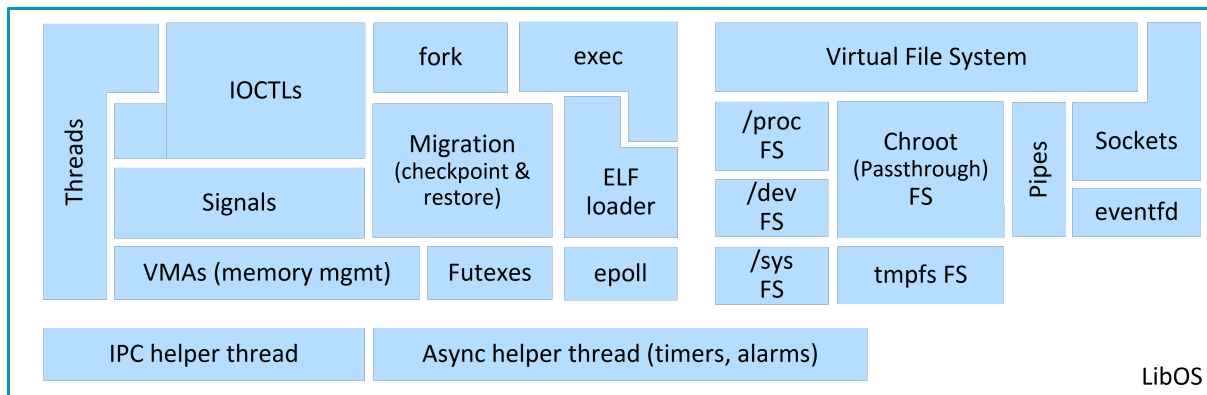 Threads
IOCTLs
fork
exec
Migration
(checkpoint &
restore)
ELF
loader
Signals
VMAs (memory mgmt)
Futexes
epoll
Virtual File System
/proc
FS
Chroot
(Passthrough)
FS
Pipes
Sockets
/dev
FS
eventfd
/sys
FS
tmpfs FS
IPC helper thread
Async helper thread (timers, alarms)
LibOS